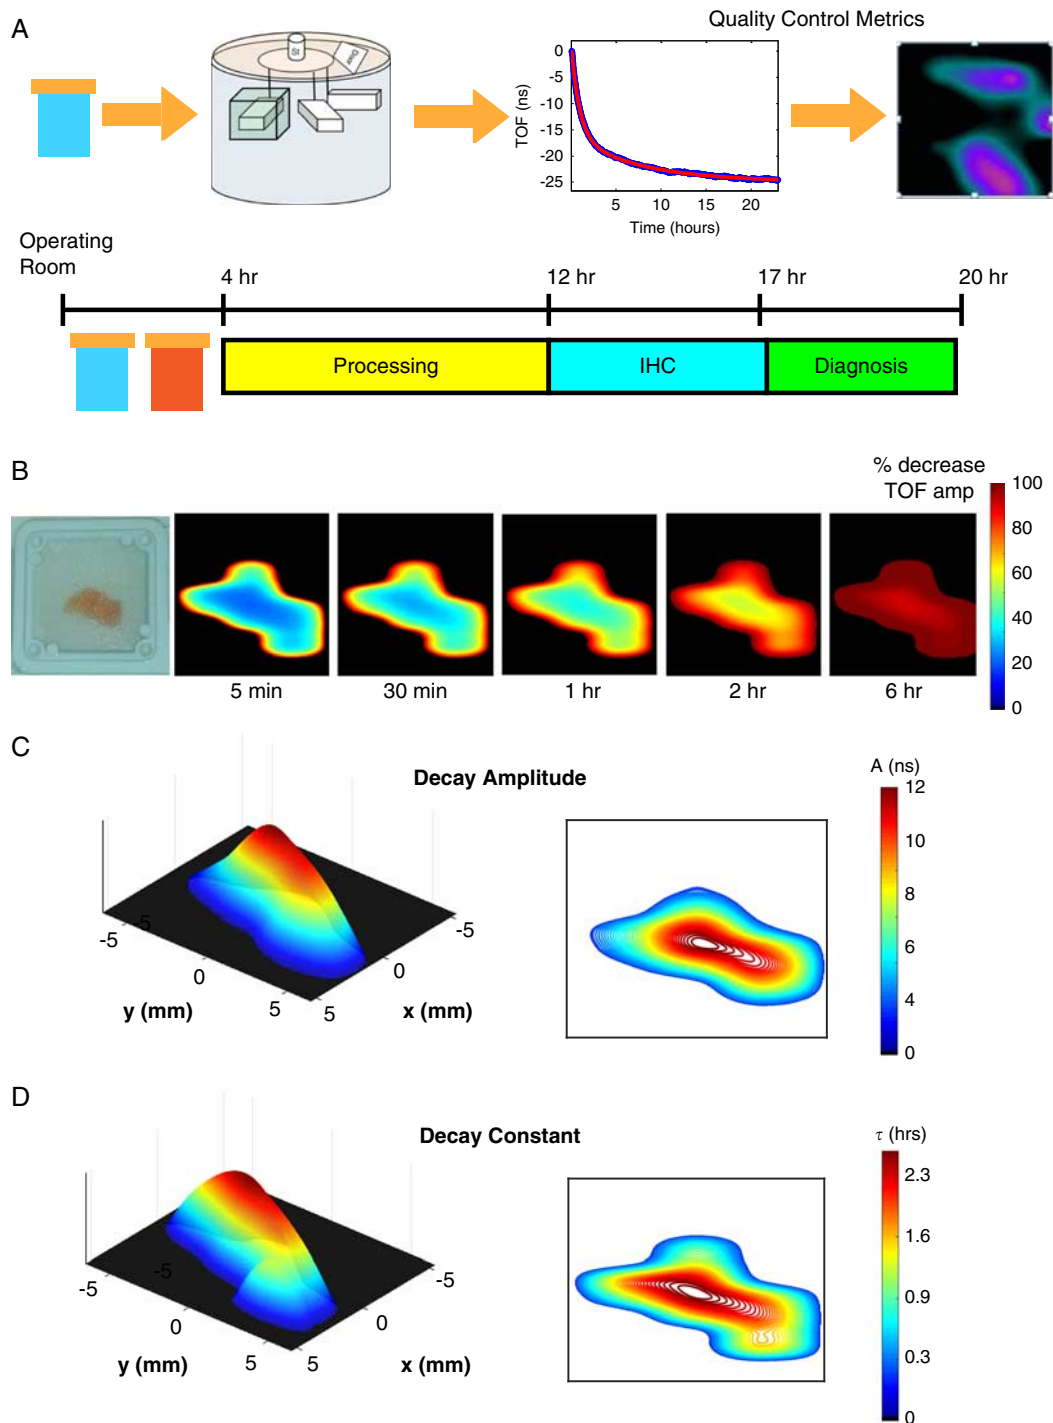 A
Quality Control Metrics
Door
0
-5
-10
-15
-20
-25
TOF (ns)
5 10 15 20
Time (hours)
Operating
Room
4 hr 12 hr 17 hr 20 hr
Processing IHC Diagnosis
B
% decrease
TOF amp
100
80
60
40
20
0
5 min 30 min 1 hr 2 hr 6 hr
C
Decay Amplitude
A (ns)
12
10
8
6
4
0
-5 -5 0 5
y (mm)
5 0 -5
x (mm)
D
Decay Constant
τ (hrs)
2.3
1.6
0.9
0.3
0
-5 -5 0 5
y (mm)
5 0 -5
x (mm)